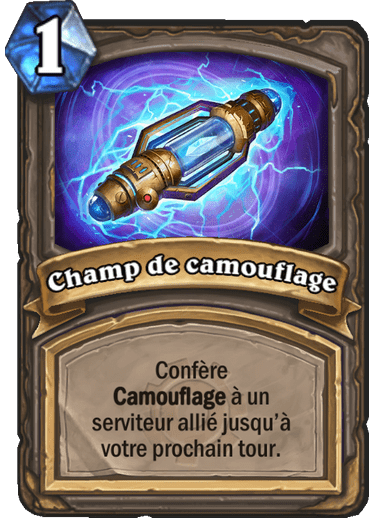 1
Champ de camouflage
Confère
Camouflage à un
serviteur allié jusqu'à
votre prochain tour.